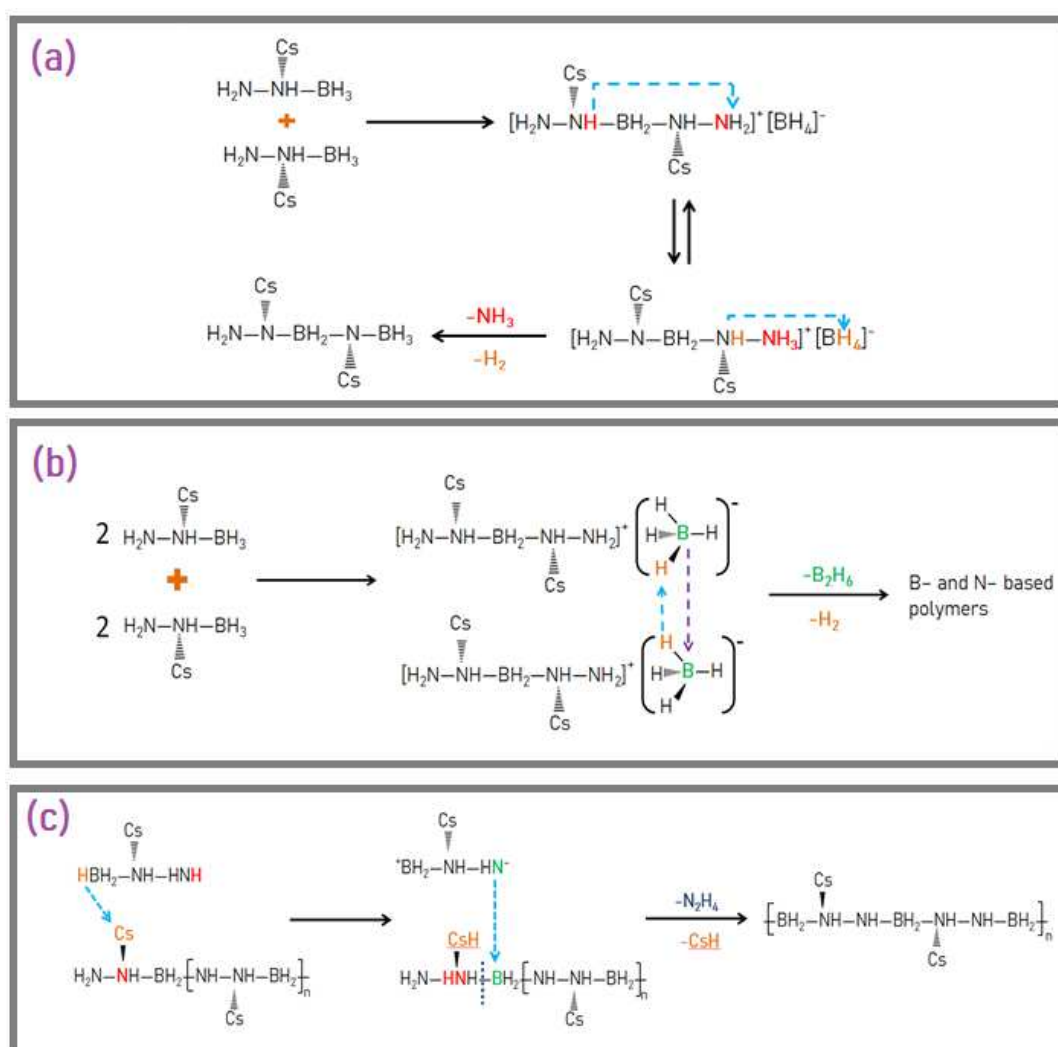 (a)
Cs
H₂N–NH–BH₃
+
H₂N–NH–BH₃
Cs
Cs
[H₂N–NH–BH₂–NH–NH₂]⁺[BH₄]⁻
Cs
Cs
H₂N–N–BH₂–N–BH₃
Cs
–NH₃
–H₂
Cs
[H₂N–N–BH₂–NH–NH₃]⁺[BH₄]⁻
Cs
(b)
Cs
2 H₂N–NH–BH₃
+
2 H₂N–NH–BH₃
Cs
Cs
[H₂N–NH–BH₂–NH–NH₂]⁺
Cs
H
H B H
H
-
Cs
[H₂N–NH–BH₂–NH–NH₂]⁺
Cs
H
H B H
H
-
–B₂H₆
–H₂
B– and N– based
polymers
(c)
Cs
HBH₂–NH–HNH
Cs
H₂N–NH–BH₂[NH–NH–BH₂]n
Cs
Cs
⁺BH₂–NH–HN⁻
CsH
H₂N–HNH–BH₂[NH–NH–BH₂]n
Cs
–N₂H₄
–CsH
Cs
[BH₂–NH–NH–BH₂–NH–NH–BH₂]n
Cs